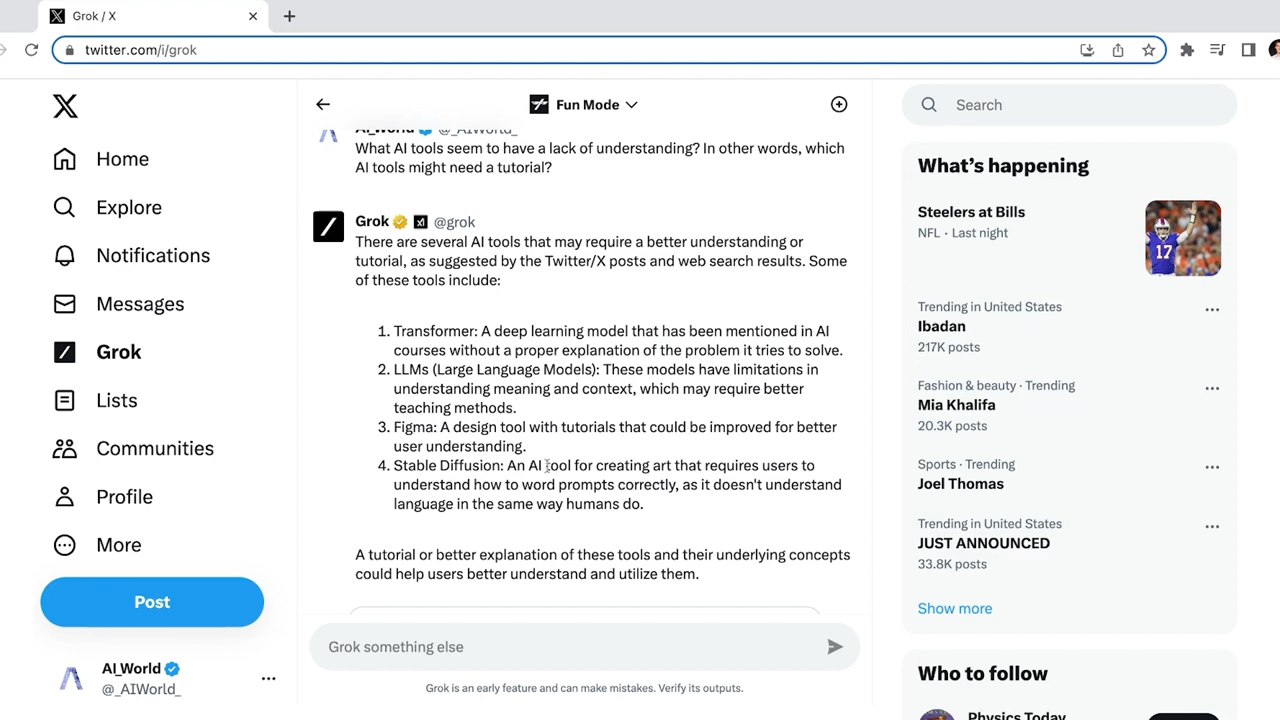 Grok / X
twitter.com/i/grok
Home
Explore
Notifications
Messages
Grok
Lists
Communities
Profile
More
Post
AI_World
@_AIWorld_
Fun Mode
AI_World @_AIWorld_
What AI tools seem to have a lack of understanding? In other words, which
AI tools might need a tutorial?
Grok @grok
There are several AI tools that may require a better understanding or
tutorial, as suggested by the Twitter/X posts and web search results. Some
of these tools include:
1. Transformer: A deep learning model that has been mentioned in AI
courses without a proper explanation of the problem it tries to solve.
2. LLMs (Large Language Models): These models have limitations in
understanding meaning and context, which may require better
teaching methods.
3. Figma: A design tool with tutorials that could be improved for better
user understanding.
4. Stable Diffusion: An AI tool for creating art that requires users to
understand how to word prompts correctly, as it doesn't understand
language in the same way humans do.
A tutorial or better explanation of these tools and their underlying concepts
could help users better understand and utilize them.
Grok something else
Grok is an early feature and can make mistakes. Verify its outputs.
Search
What's happening
Steelers at Bills
NFL · Last night
17
Trending in United States
Ibadan
217K posts
Fashion & beauty · Trending
Mia Khalifa
20.3K posts
Sports · Trending
Joel Thomas
Trending in United States
JUST ANNOUNCED
33.8K posts
Show more
Who to follow
Physics Today